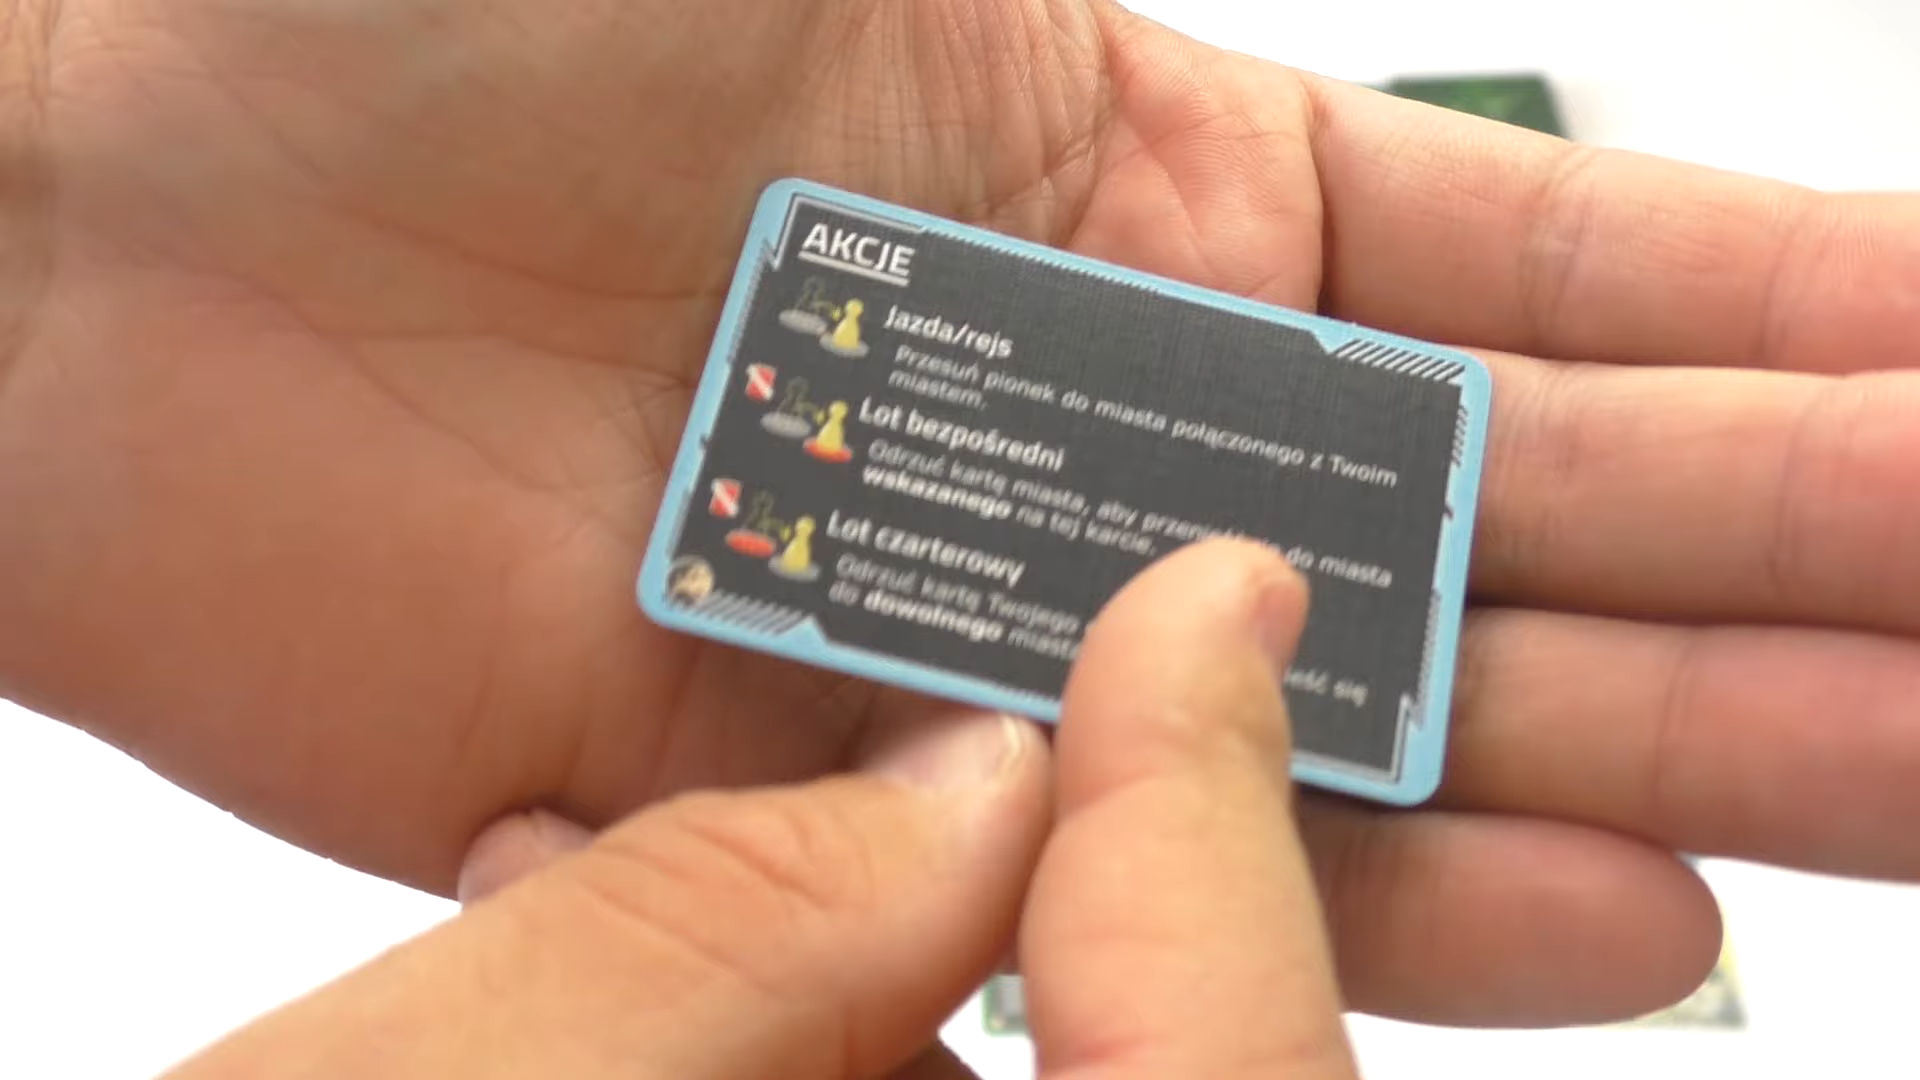 AKCJE
Jazda/rejs
Przesuń pionek do miasta połączonego z Twoim
miastem.
Lot bezpośredni
Odrzuć kartę miasta, aby do miasta
wskazanego na tej karcie.
Lot czarterowy
Odrzuć kartę Twojego się
do dowolnego